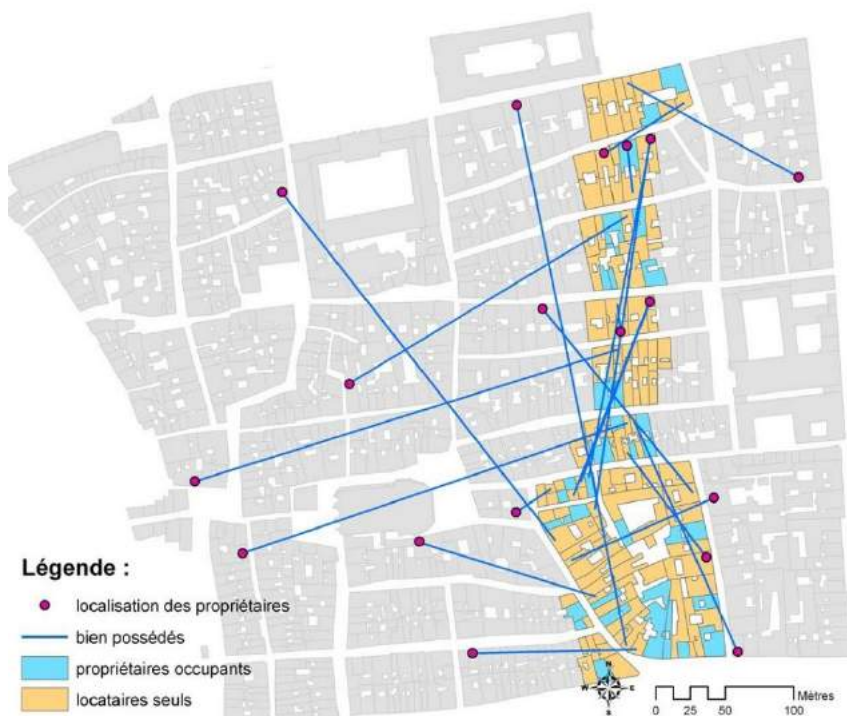 Légende :
localisation des propriétaires
bien possédés
propriétaires occupants
locataires seuls
N
W E
S
0 25 50 100
Mètres